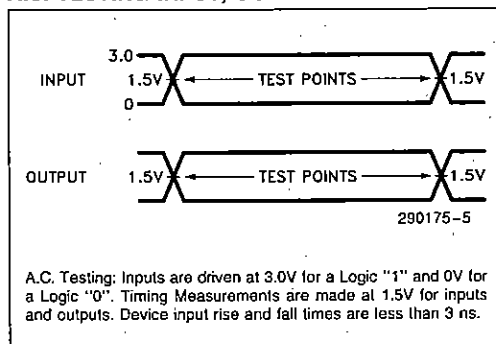 3.0
INPUT 1.5V TEST POINTS 1.5V
0
OUTPUT 1.5V TEST POINTS 1.5V
290175-5
A.C. Testing: Inputs are driven at 3.0V for a Logic "1" and 0V for
a Logic "0". Timing Measurements are made at 1.5V for inputs
and outputs. Device input rise and fall times are less than 3 ns.